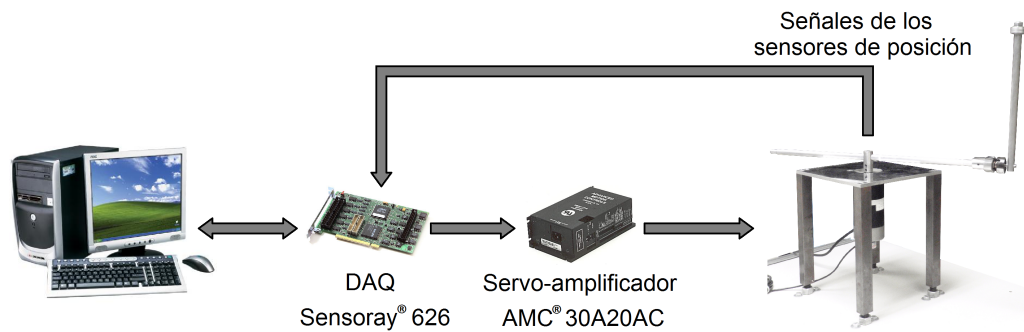 Señales de los
sensores de posición
DAQ
Sensoray® 626
Servo-amplificador
AMC® 30A20AC